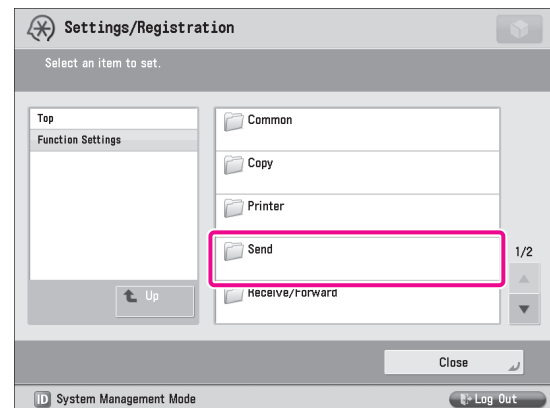 Settings/Registration
Select an item to set.
Top
Function Settings
Common
Copy
Printer
Send
1/2
Receive/Forward
Up
Close
ID System Management Mode
Log Out